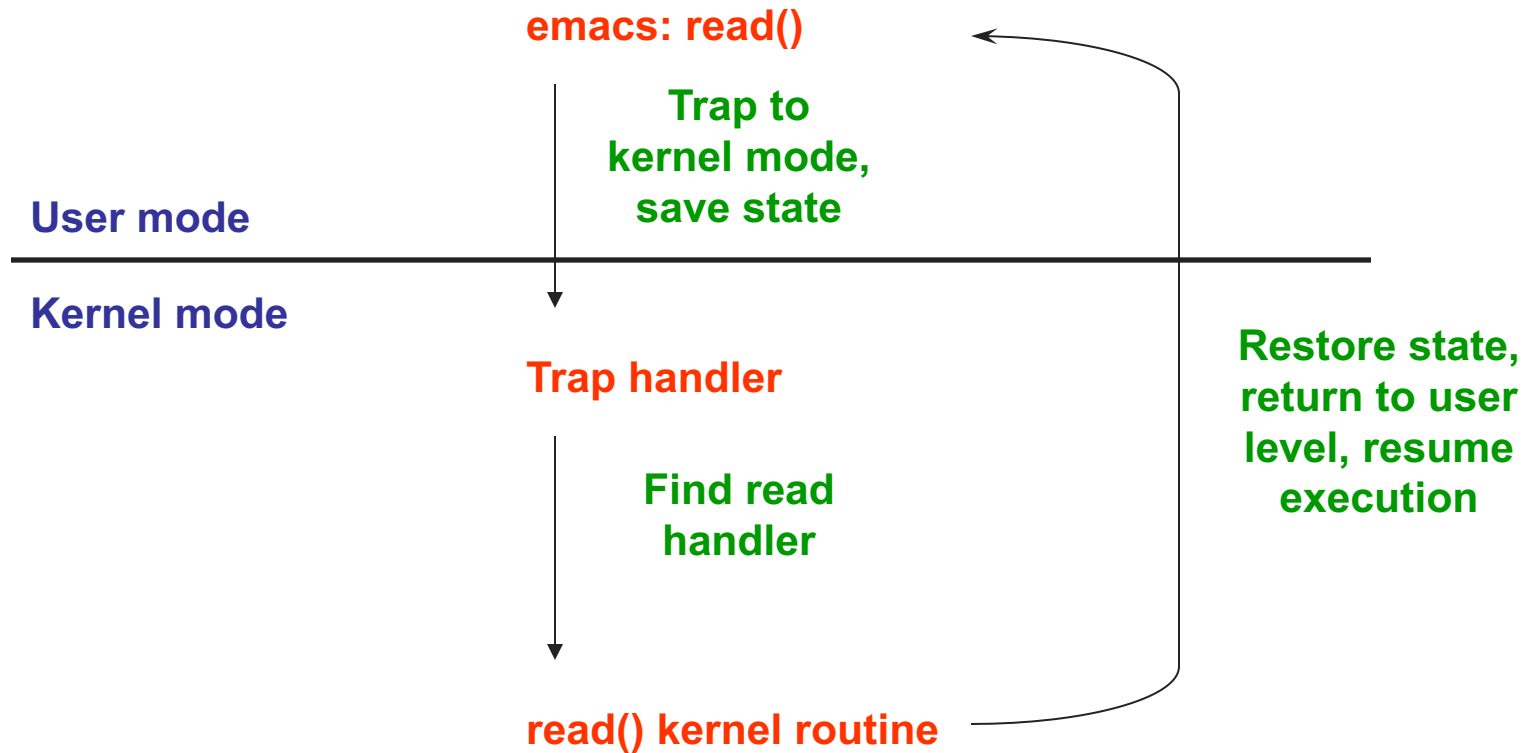 emacs: read()
Trap to
kernel mode,
save state
User mode
Kernel mode
Trap handler
Find read
handler
Restore state,
return to user
level, resume
execution
read() kernel routine